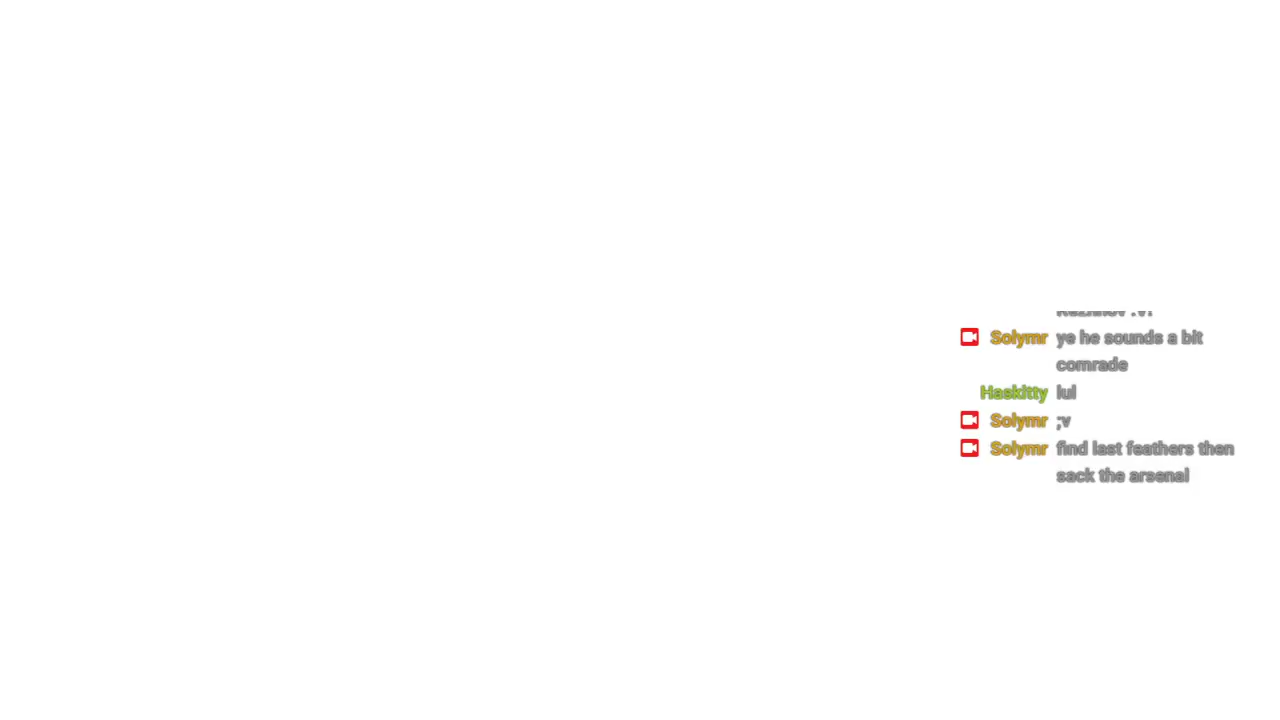 Solymr ye he sounds a bit
comrade
Haskitty lul
Solymr ;v
Solymr find last feathers then
sack the arsenal